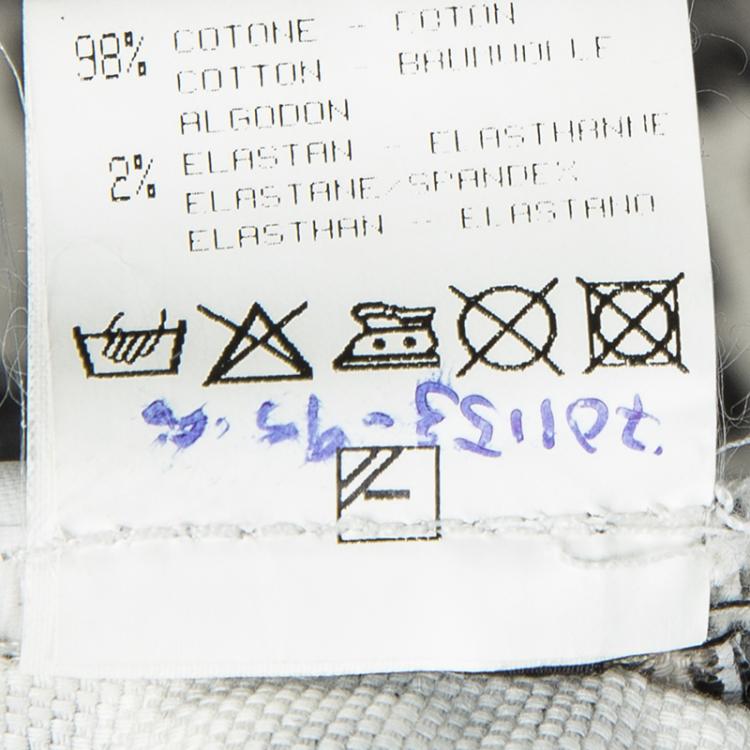 98% COTONE - COTON
COTTON - BAUMWOLLE
ALGODON
2% ELASTAN - ELASTHANNE
ELASTANE/SPANDEX
ELASTHAN - ELASTANO